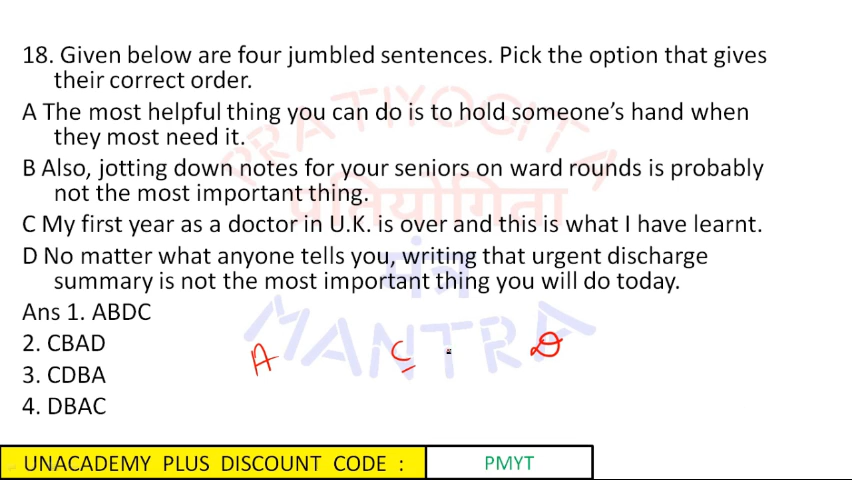 18. Given below are four jumbled sentences. Pick the option that gives
their correct order.
A The most helpful thing you can do is to hold someone's hand when
they most need it.
B Also, jotting down notes for your seniors on ward rounds is probably
not the most important thing.
C My first year as a doctor in U.K. is over and this is what I have learnt.
D No matter what anyone tells you, writing that urgent discharge
summary is not the most important thing you will do today.
Ans 1. ABDC
2. CBAD
3. CDBA
4. DBAC
A C D
PRATIYOGITA
प्रतियोगिता
मंत्र
MANTRA
UNACADEMY PLUS DISCOUNT CODE : PMYT